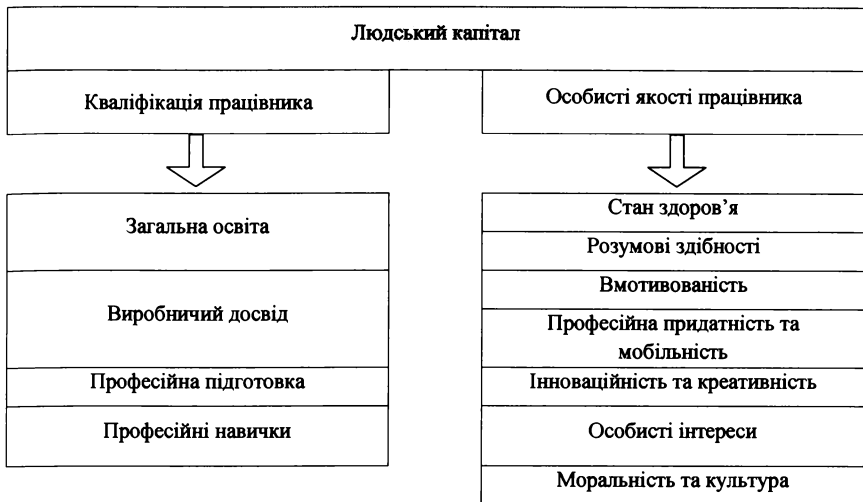 Людський капітал
Кваліфікація працівника
Загальна освіта
Виробничий досвід
Професійна підготовка
Професійні навички
Особисті якості працівника
Стан здоров’я
Розумові здібності
Вмотивованість
Професійна придатність та
мобільність
Інноваційність та креативність
Особисті інтереси
Моральність та культура